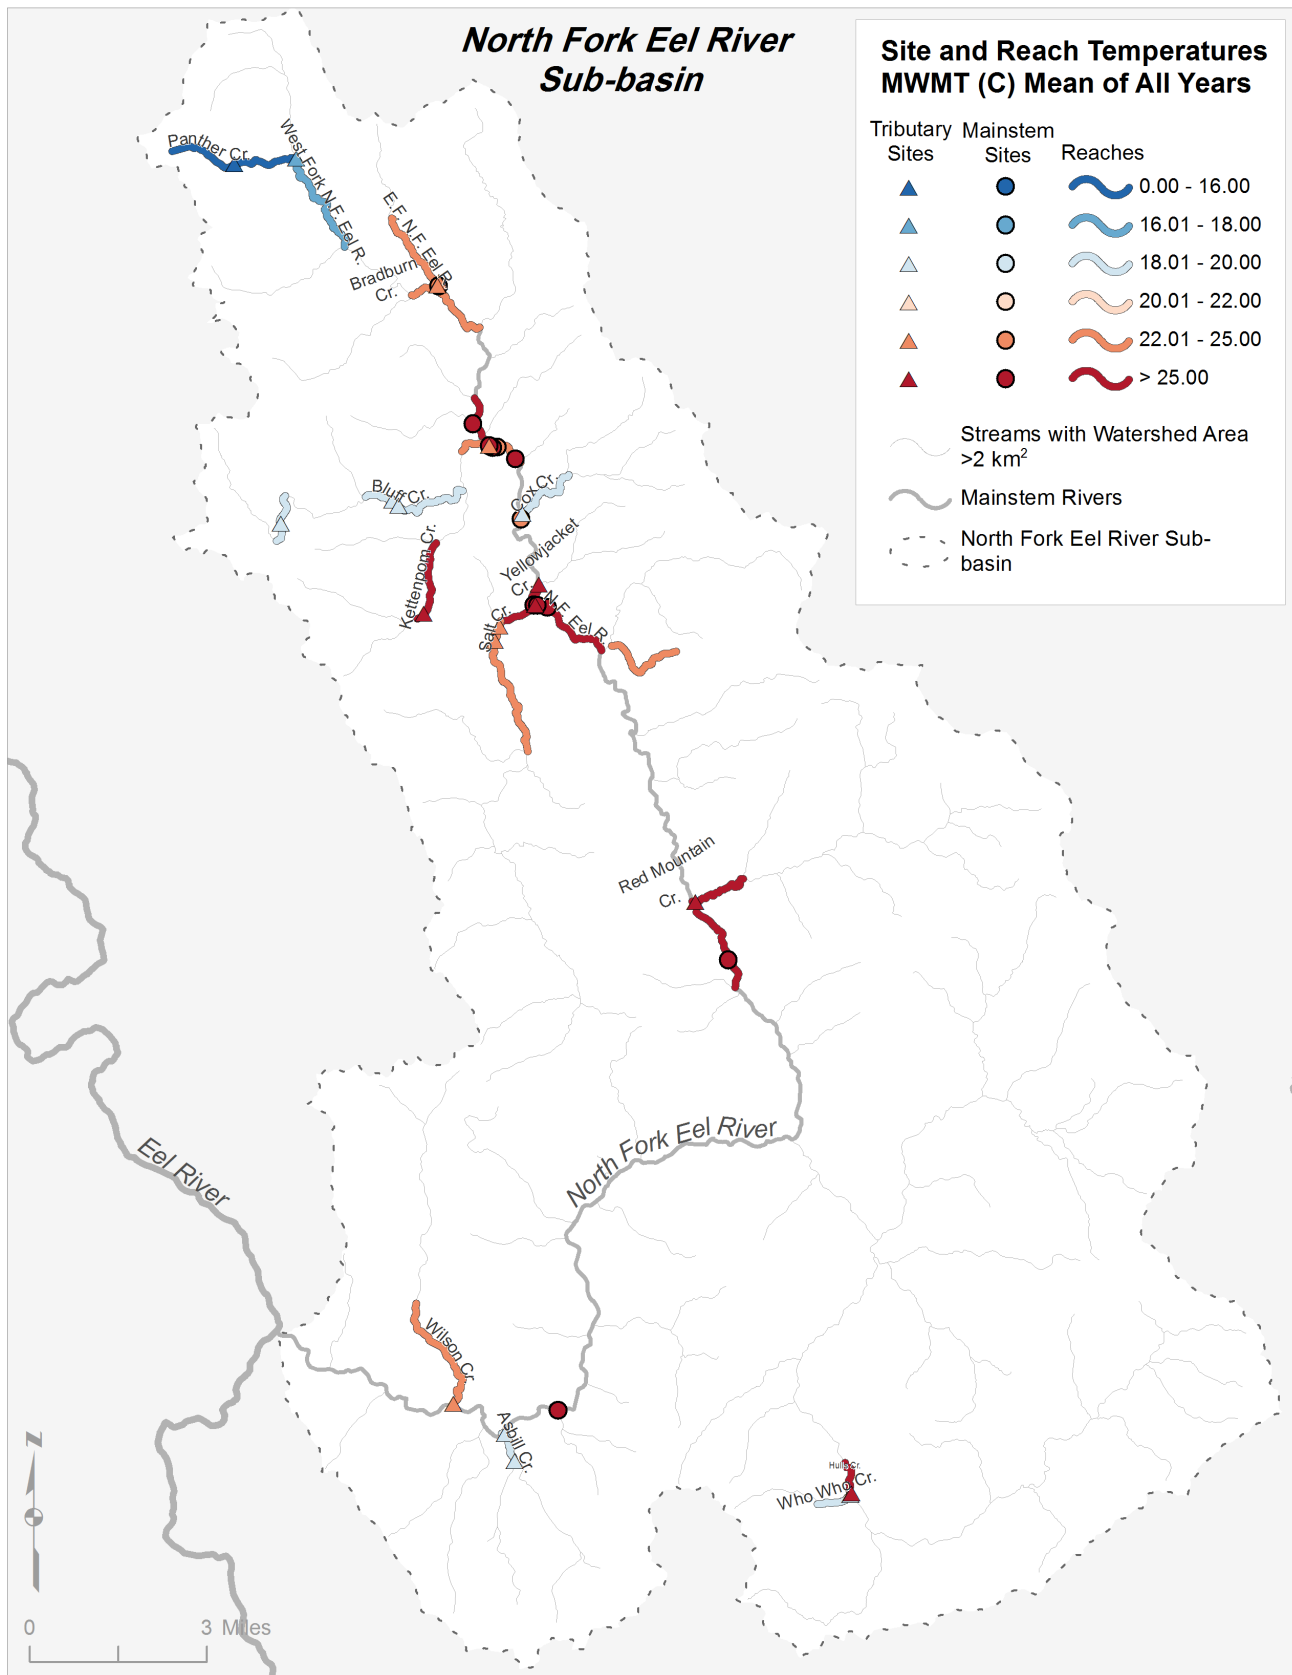 North Fork Eel River
Sub-basin
Site and Reach Temperatures
MWMT (C) Mean of All Years
Tributary
Sites
Mainstem
Sites
Reaches
0.00 - 16.00
16.01 - 18.00
18.01 - 20.00
20.01 - 22.00
22.01 - 25.00
> 25.00
Streams with Watershed Area
>2 km²
Mainstem Rivers
North Fork Eel River Sub-
basin
Panther Cr.
West Fork N.F. Eel R.
E.F. N.F. Eel R.
Bradburn
Cr.
Bluff Cr.
Cox Cr.
Kettenpom Cr.
Yellowjacket
Cr.
N.F. Eel R.
Salt Cr.
Red Mountain
Cr.
North Fork Eel River
Eel River
Wilson Cr.
Asbill Cr.
Hulls Cr.
Who Who Cr.
N
0
3 Miles